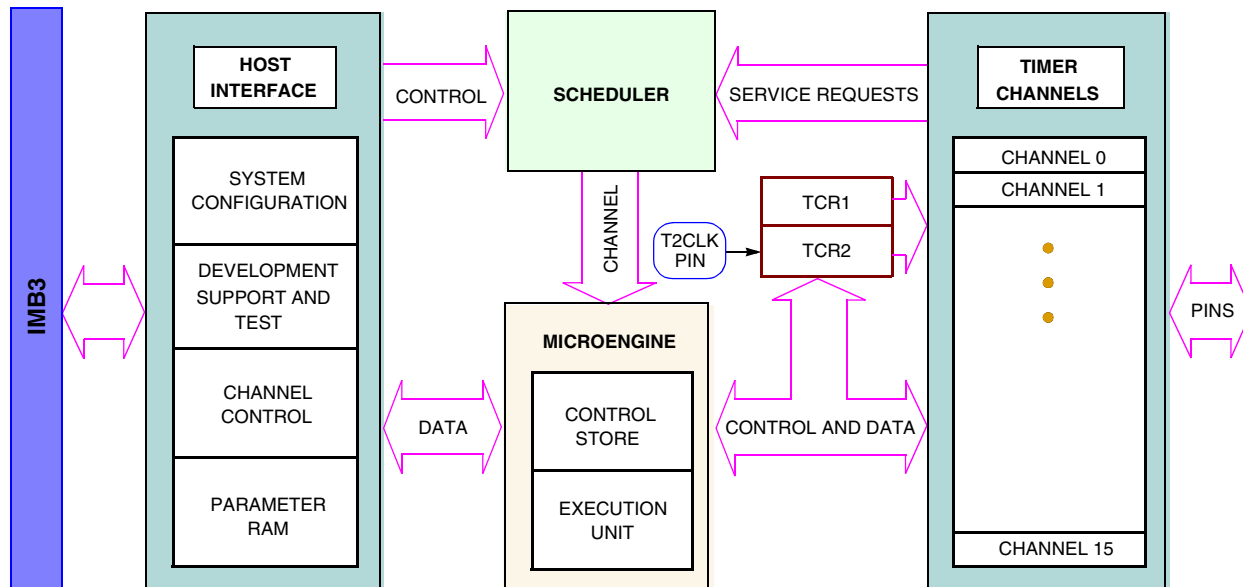 IMB3
HOST
INTERFACE
SYSTEM
CONFIGURATION
DEVELOPMENT
SUPPORT AND
TEST
CHANNEL
CONTROL
PARAMETER
RAM
CONTROL
DATA
SCHEDULER
CHANNEL
MICROENGINE
CONTROL
STORE
EXECUTION
UNIT
SERVICE REQUESTS
T2CLK
PIN
TCR1
TCR2
CONTROL AND DATA
TIMER
CHANNELS
CHANNEL 0
CHANNEL 1
CHANNEL 15
PINS